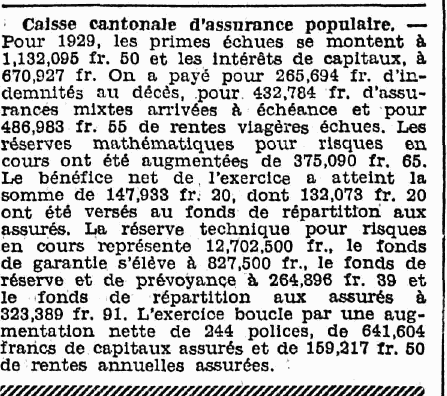 Caisse cantonale d'assurance populaire. —
Pour 1929, les primes échues se montent à
1,132,095 fr. 50 et les intérêts de capitaux, à
670,927 fr. On a payé pour 265,694 fr. d'in-
demnités au décès, pour 432,784 fr. d'assu-
rances mixtes arrivées à échéance et pour
486,983 fr. 55 de rentes viagères échues. Les
réserves mathématiques pour risques en
cours ont été augmentées de 375,090 fr. 65.
Le bénéfice net de l'exercice a atteint la
somme de 147,933 fr. 20, dont 132,073 fr. 20
ont été versés au fonds de répartition aux
assurés. La réserve technique pour risques
en cours représente 12,702,500 fr., le fonds
de garantie s'élève à 827,500 fr., le fonds de
réserve et de prévoyance à 264,896 fr. 39 et
le fonds de répartition aux assurés à
323,389 fr. 91. L'exercice boucle par une aug-
mentation nette de 244 polices, de 641,604
francs de capitaux assurés et de 159,217 fr. 50
de rentes annuelles assurées.